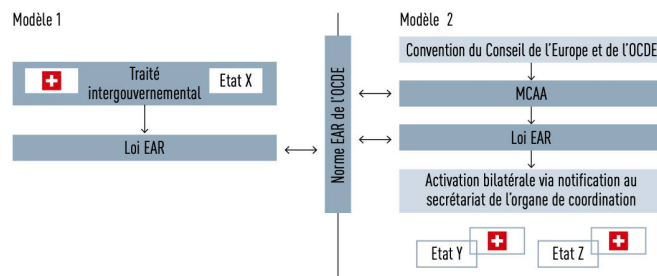 Modèle 1
Traité
intergouvernemental
Etat X
Loi EAR
Norme EAR de l'OCDE
Modèle 2
Convention du Conseil de l'Europe et de l'OCDE
MCAA
Loi EAR
Activation bilatérale via notification au
secrétariat de l'organe de coordination
Etat Y
Etat Z